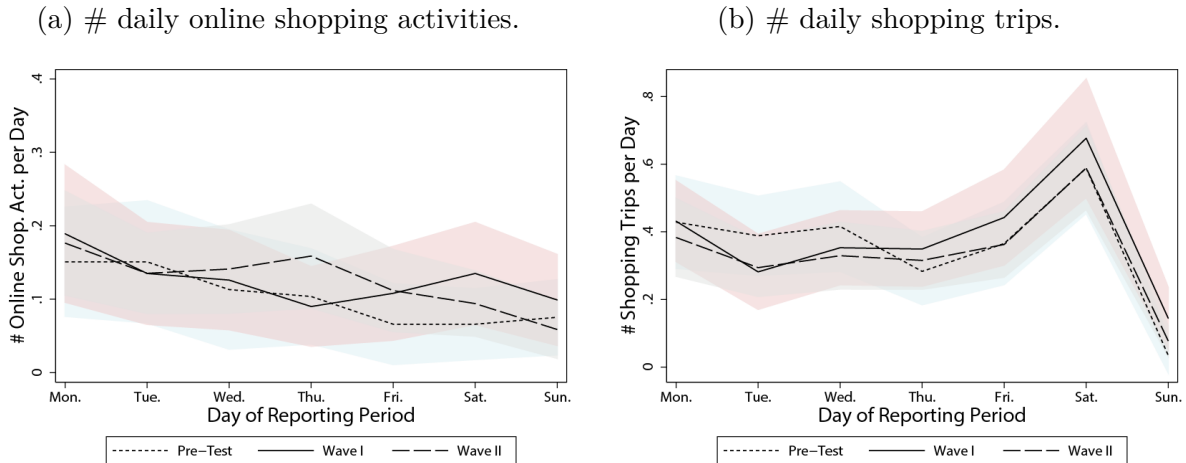 (a) # daily online shopping activities.
# Online Shop. Act. per Day
.4
.3
.2
.1
0
Mon. Tue. Wed. Thu. Fri. Sat. Sun.
Day of Reporting Period
Pre−Test Wave I Wave II
(b) # daily shopping trips.
# Shopping Trips per Day
.8
.6
.4
.2
0
Mon. Tue. Wed. Thu. Fri. Sat. Sun.
Day of Reporting Period
Pre−Test Wave I Wave II